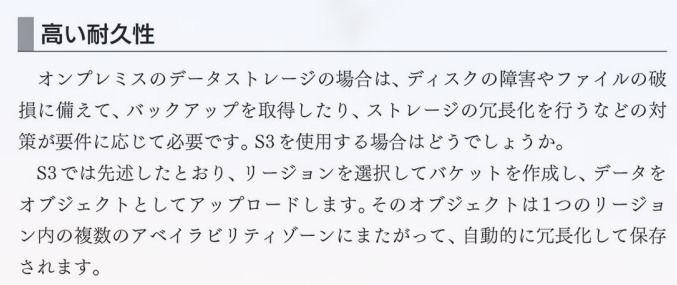 高い耐久性
オンプレミスのデータストレージの場合は、ディスクの障害やファイルの破
損に備えて、バックアップを取得したり、ストレージの冗長化を行うなどの対
策が要件に応じて必要です。S3を使用する場合はどうでしょうか。
S3では先述したとおり、リージョンを選択してバケットを作成し、データを
オブジェクトとしてアップロードします。そのオブジェクトは1つのリージョ
ン内の複数のアベイラビリティゾーンにまたがって、自動的に冗長化して保存
されます。